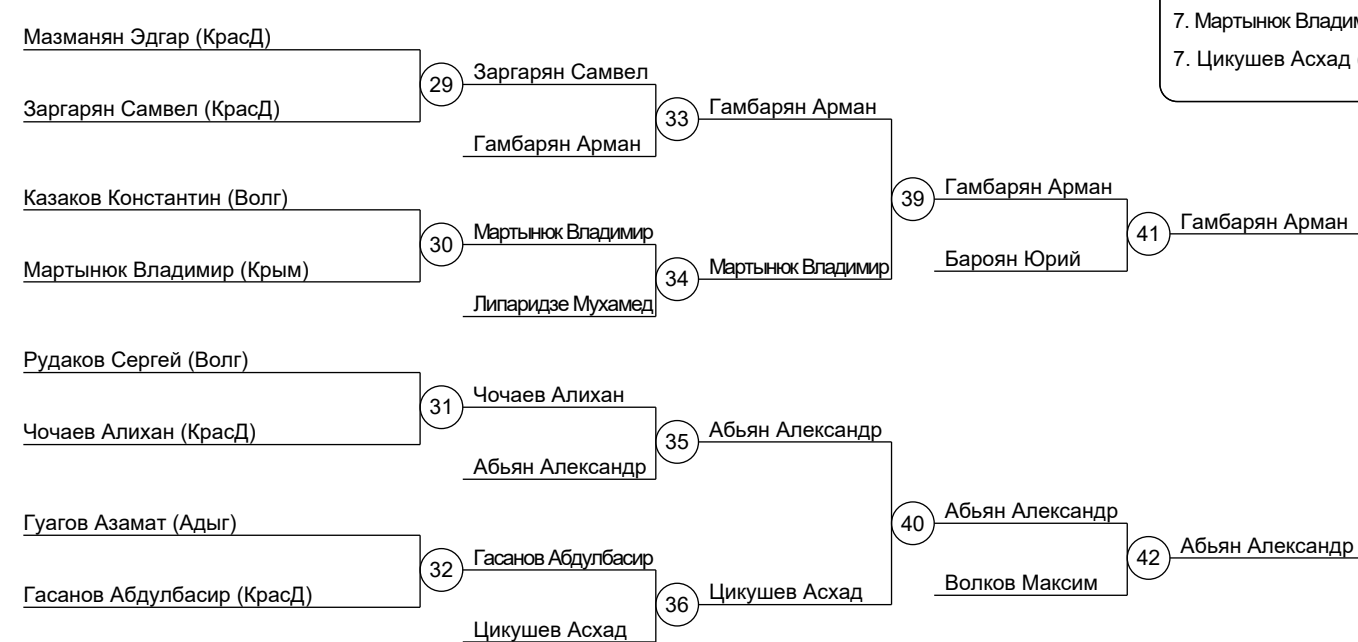 7. Мартынюк Владим
7. Цикушев Асхад
Мазманян Эдгар (КрасД)
29
Заргарян Самвел
Заргарян Самвел (КрасД)
33
Гамбарян Арман
Гамбарян Арман
Казаков Константин (Волг)
39
Гамбарян Арман
30
Мартынюк Владимир
41
Гамбарян Арман
Мартынюк Владимир (Крым)
34
Мартынюк Владимир
Бароян Юрий
Липаридзе Мухамед
Рудаков Сергей (Волг)
31
Чочаев Алихан
Чочаев Алихан (КрасД)
35
Абьян Александр
Абьян Александр
Гуагов Азамат (Адыг)
40
Абьян Александр
32
Гасанов Абдулбасир
42
Абьян Александр
Гасанов Абдулбасир (КрасД)
36
Цикушев Асхад
Волков Максим
Цикушев Асхад